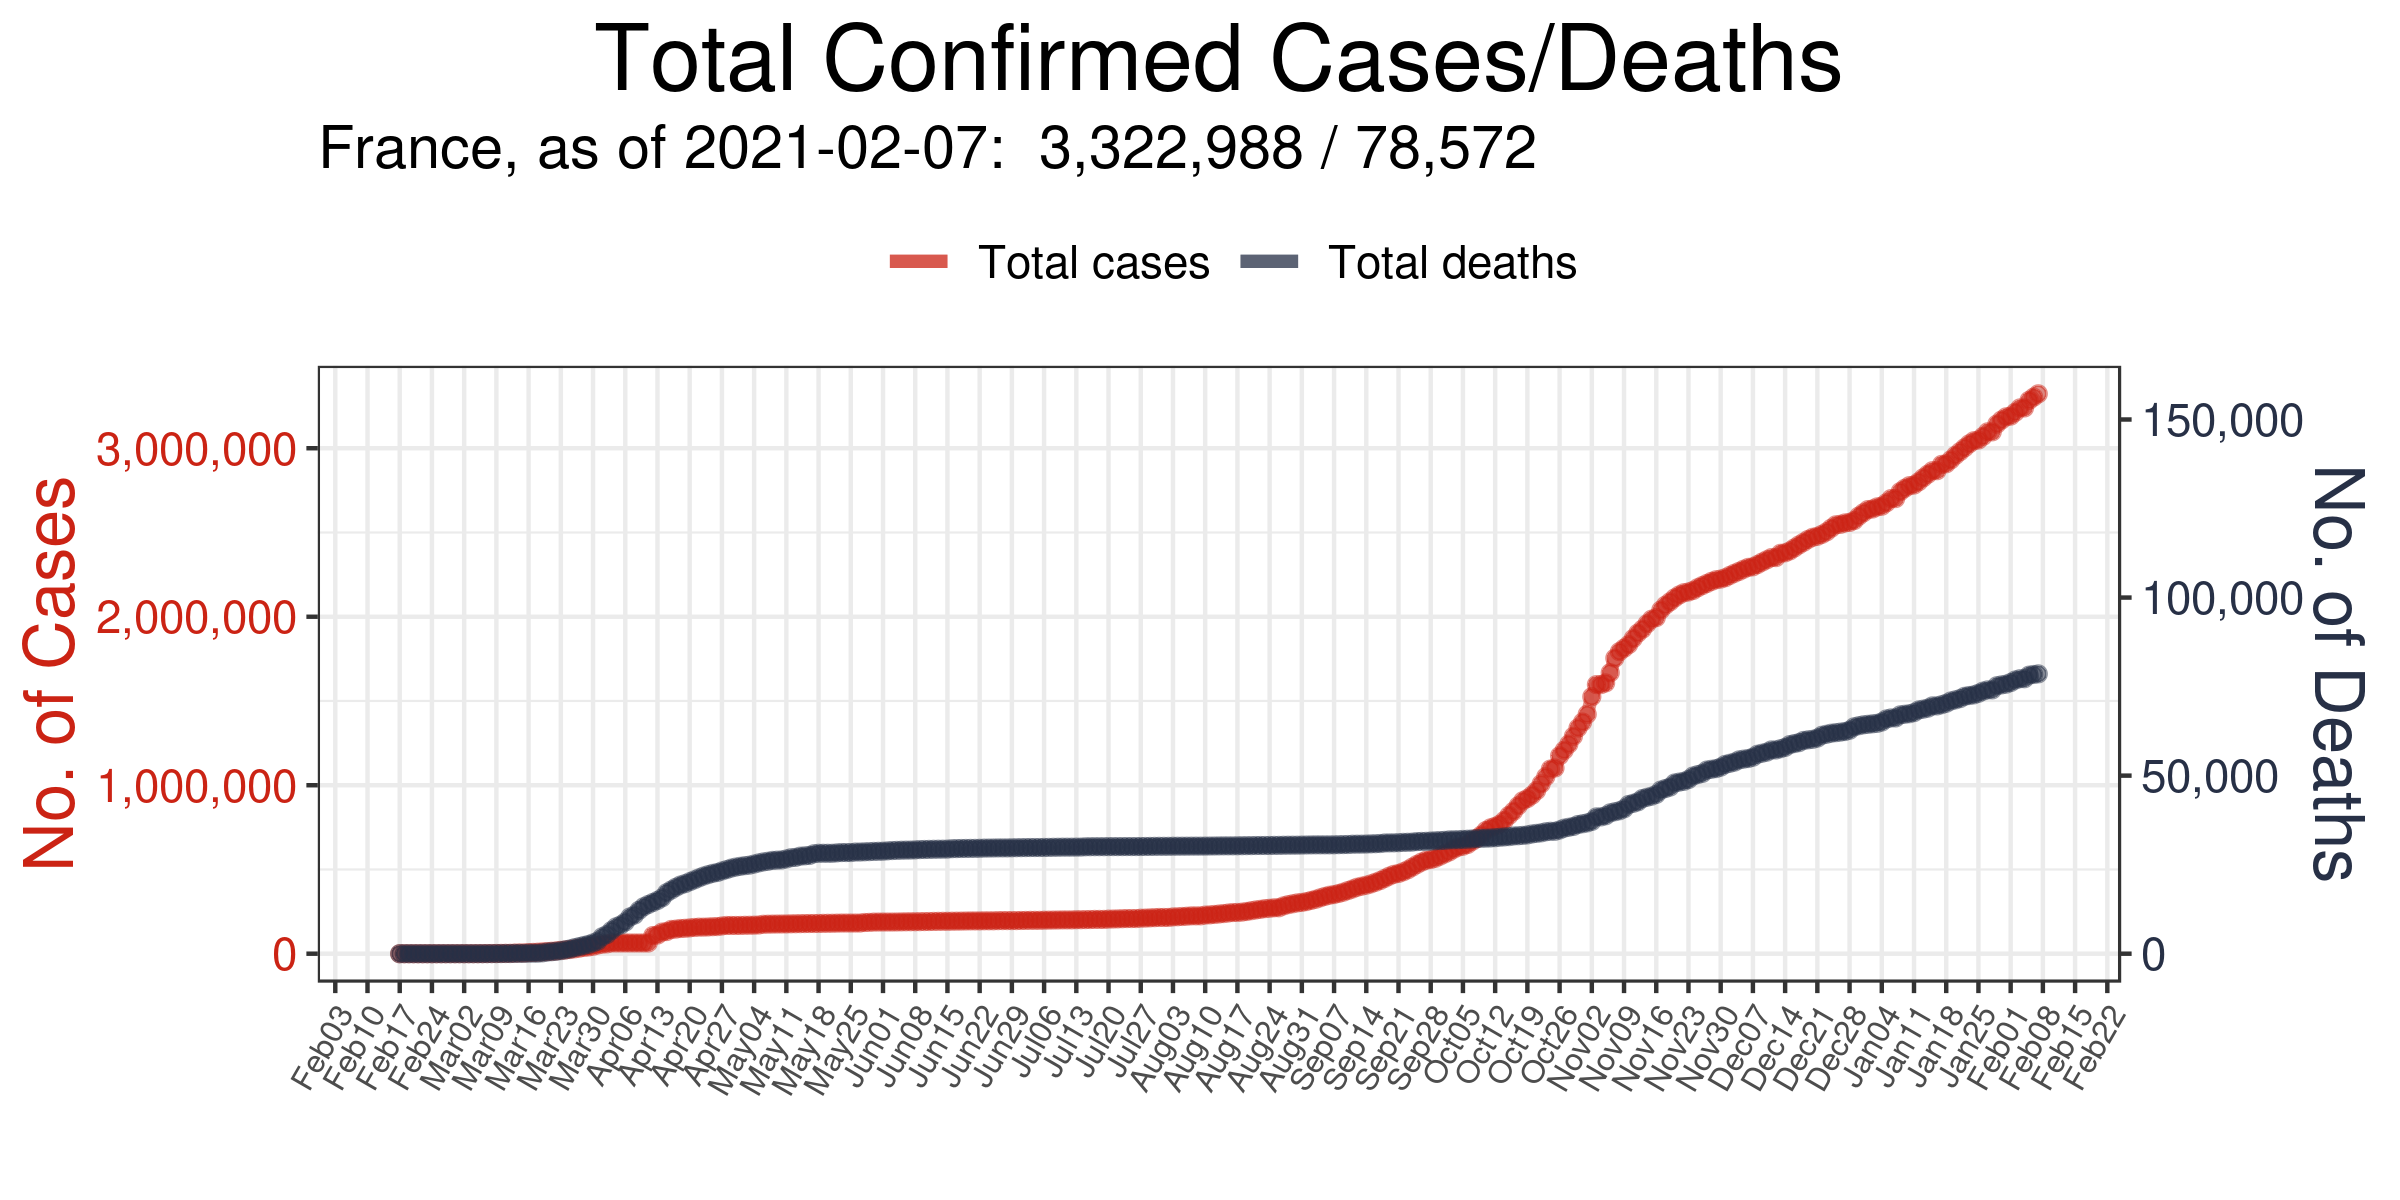 Total Confirmed Cases/Deaths
France, as of 2021-02-07: 3,322,988 / 78,572
Total cases
Total deaths
No. of Cases
3,000,000
2,000,000
1,000,000
0
150,000
100,000
50,000
0
No. of Deaths
Feb03
Feb10
Feb17
Feb24
Mar02
Mar09
Mar16
Mar23
Mar30
Apr06
Apr13
Apr20
Apr27
May04
May11
May18
May25
Jun01
Jun08
Jun15
Jun22
Jun29
Jul06
Jul13
Jul20
Jul27
Aug03
Aug10
Aug17
Aug24
Aug31
Sep07
Sep14
Sep21
Sep28
Oct05
Oct12
Oct19
Oct26
Nov02
Nov09
Nov16
Nov23
Nov30
Dec07
Dec14
Dec21
Dec28
Jan04
Jan11
Jan18
Jan25
Feb01
Feb08
Feb15
Feb22